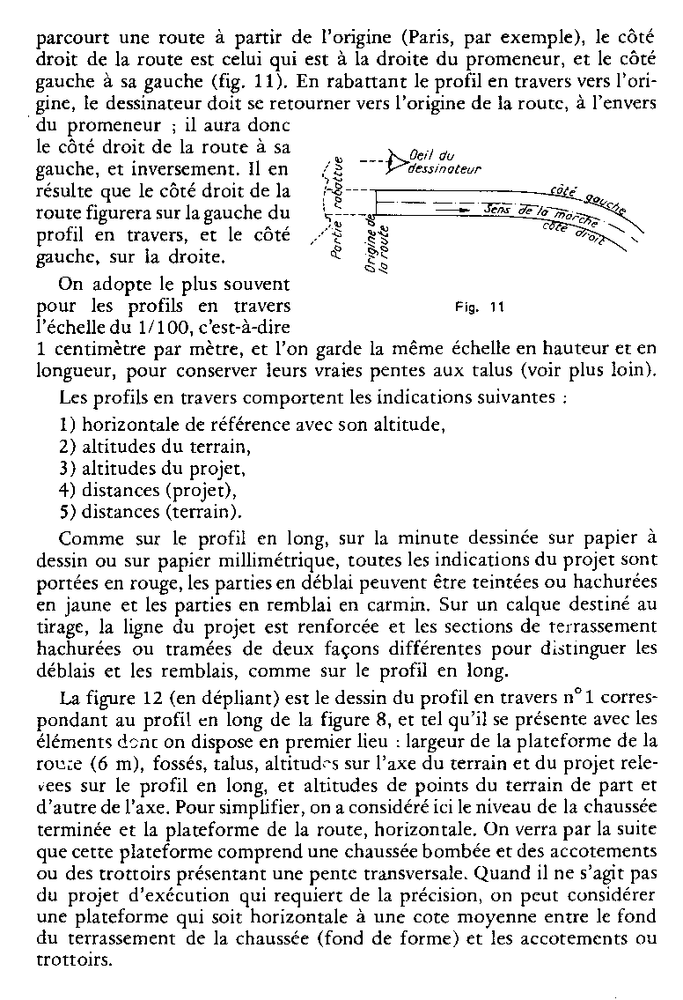 parcourt une route à partir de l'origine (Paris, par exemple), le côté
droit de la route est celui qui est à la droite du promeneur, et le côté
gauche à sa gauche (fig. 11). En rabattant le profil en travers vers l'ori-
gine, le dessinateur doit se retourner vers l'origine de la route, à l'envers
du promeneur ; il aura donc
le côté droit de la route à sa
gauche, et inversement. Il en
résulte que le côté droit de la
route figurera sur la gauche du
profil en travers, et le côté
gauche, sur la droite.
Oeil du
dessinateur
Partie rabattue
Origine de
la route
côté gauche
Sens de la marche
côté droit
Fig. 11
On adopte le plus souvent
pour les profils en travers
l'échelle du 1/100, c'est-à-dire
1 centimètre par mètre, et l'on garde la même échelle en hauteur et en
longueur, pour conserver leurs vraies pentes aux talus (voir plus loin).
Les profils en travers comportent les indications suivantes :
1) horizontale de référence avec son altitude,
2) altitudes du terrain,
3) altitudes du projet,
4) distances (projet),
5) distances (terrain).
Comme sur le profil en long, sur la minute dessinée sur papier à
dessin ou sur papier millimétrique, toutes les indications du projet sont
portées en rouge, les parties en déblai peuvent être teintées ou hachurées
en jaune et les parties en remblai en carmin. Sur un calque destiné au
tirage, la ligne du projet est renforcée et les sections de terrassement
hachurées ou tramées de deux façons différentes pour distinguer les
déblais et les remblais, comme sur le profil en long.
La figure 12 (en dépliant) est le dessin du profil en travers n° 1 corres-
pondant au profil en long de la figure 8, et tel qu'il se présente avec les
éléments dont on dispose en premier lieu : largeur de la plateforme de la
route (6 m), fossés, talus, altitudes sur l'axe du terrain et du projet rele-
vees sur le profil en long, et altitudes de points du terrain de part et
d'autre de l'axe. Pour simplifier, on a considéré ici le niveau de la chaussée
terminée et la plateforme de la route, horizontale. On verra par la suite
que cette plateforme comprend une chaussée bombée et des accotements
ou des trottoirs présentant une pente transversale. Quand il ne s'agit pas
du projet d'exécution qui requiert de la précision, on peut considérer
une plateforme qui soit horizontale à une cote moyenne entre le fond
du terrassement de la chaussée (fond de forme) et les accotements ou
trottoirs.